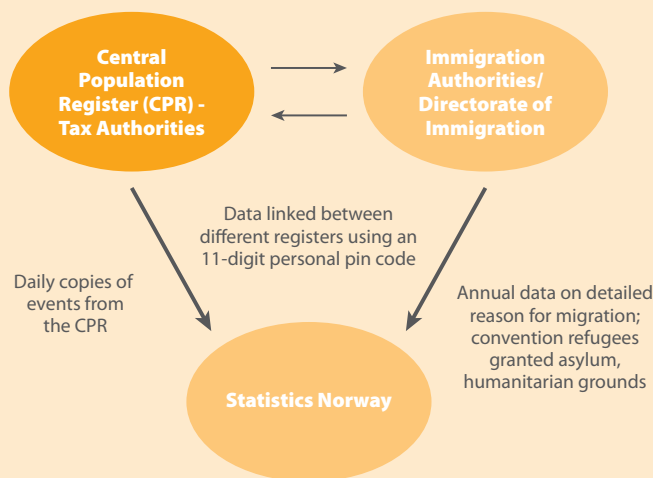 Central
Population
Register (CPR) -
Tax Authorities
Immigration
Authorities/
Directorate of
Immigration
Data linked between
different registers using an
11-digit personal pin code
Daily copies of
events from
the CPR
Annual data on detailed
reason for migration;
convention refugees
granted asylum,
humanitarian grounds
Statistics Norway